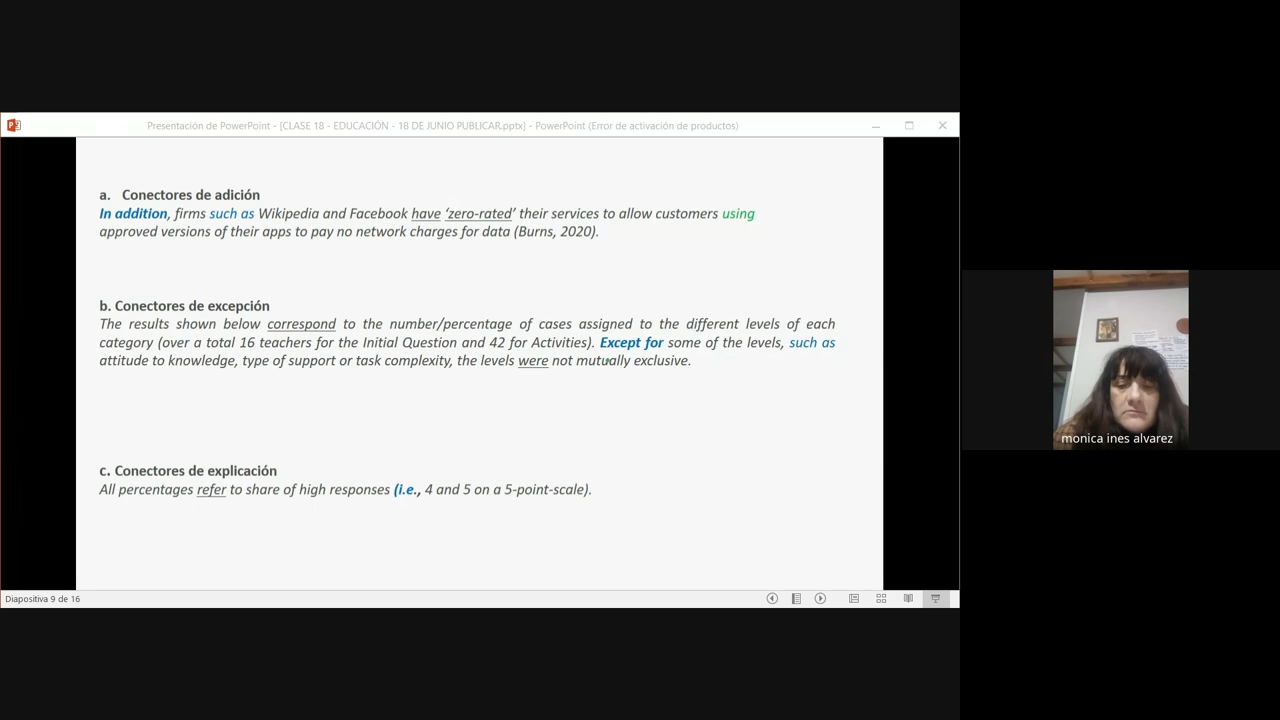 Presentación de PowerPoint - [CLASE 18 - EDUCACIÓN - 18 DE JUNIO PUBLICAR.pptx] - PowerPoint (Error de activación de productos)
a. Conectores de adición
In addition, firms such as Wikipedia and Facebook have ‘zero-rated’ their services to allow customers using
approved versions of their apps to pay no network charges for data (Burns, 2020).
b. Conectores de excepción
The results shown below correspond to the number/percentage of cases assigned to the different levels of each
category (over a total 16 teachers for the Initial Question and 42 for Activities). Except for some of the levels, such as
attitude to knowledge, type of support or task complexity, the levels were not mutually exclusive.
monica ines alvarez
c. Conectores de explicación
All percentages refer to share of high responses (i.e., 4 and 5 on a 5-point-scale).
Diapositiva 9 de 16